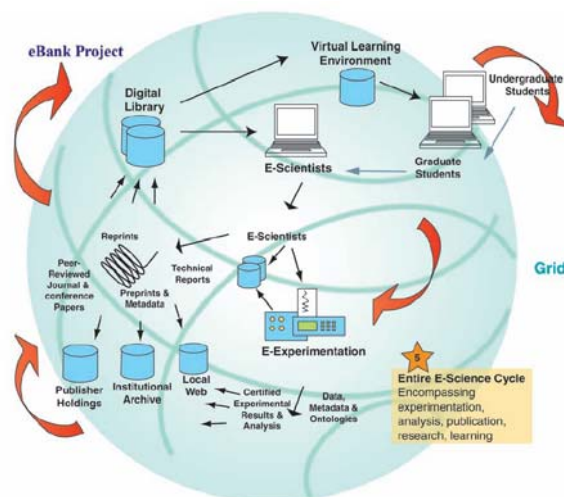 eBank Project
Virtual Learning
Environment
Undergraduate
Students
Digital
Library
E-Scientists
Graduate
Students
Reprints
E-Scientists
Peer-
Reviewed
Journal &
conference
Papers
Technical
Reports
Preprints &
Metadata
Grid
E-Experimentation
Publisher
Holdings
Institutional
Archive
Local
Web
Certified
Experimental
Results &
Analysis
Data,
Metadata &
Ontologies
5
Entire E-Science Cycle
Encompassing
experimentation,
analysis, publication,
research, learning